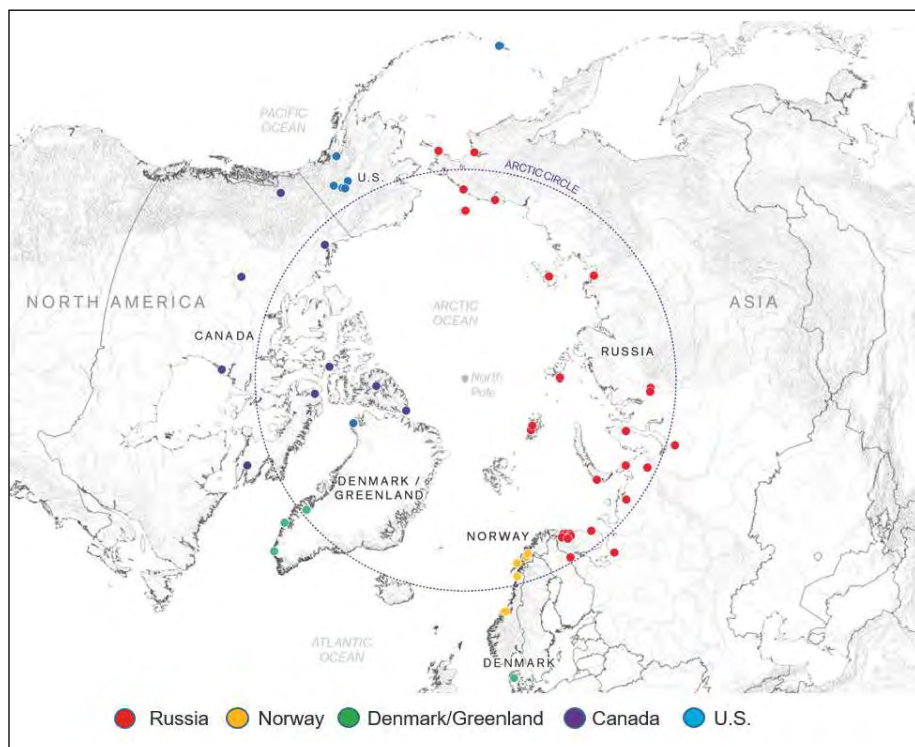 PACIFIC
OCEAN
U.S.
ARCTIC CIRCLE
NORTH AMERICA
ARCTIC
OCEAN
ASIA
CANADA
RUSSIA
North
Pole
DENMARK /
GREENLAND
NORWAY
ATLANTIC
OCEAN
DENMARK
Russia
Norway
Denmark/Greenland
Canada
U.S.